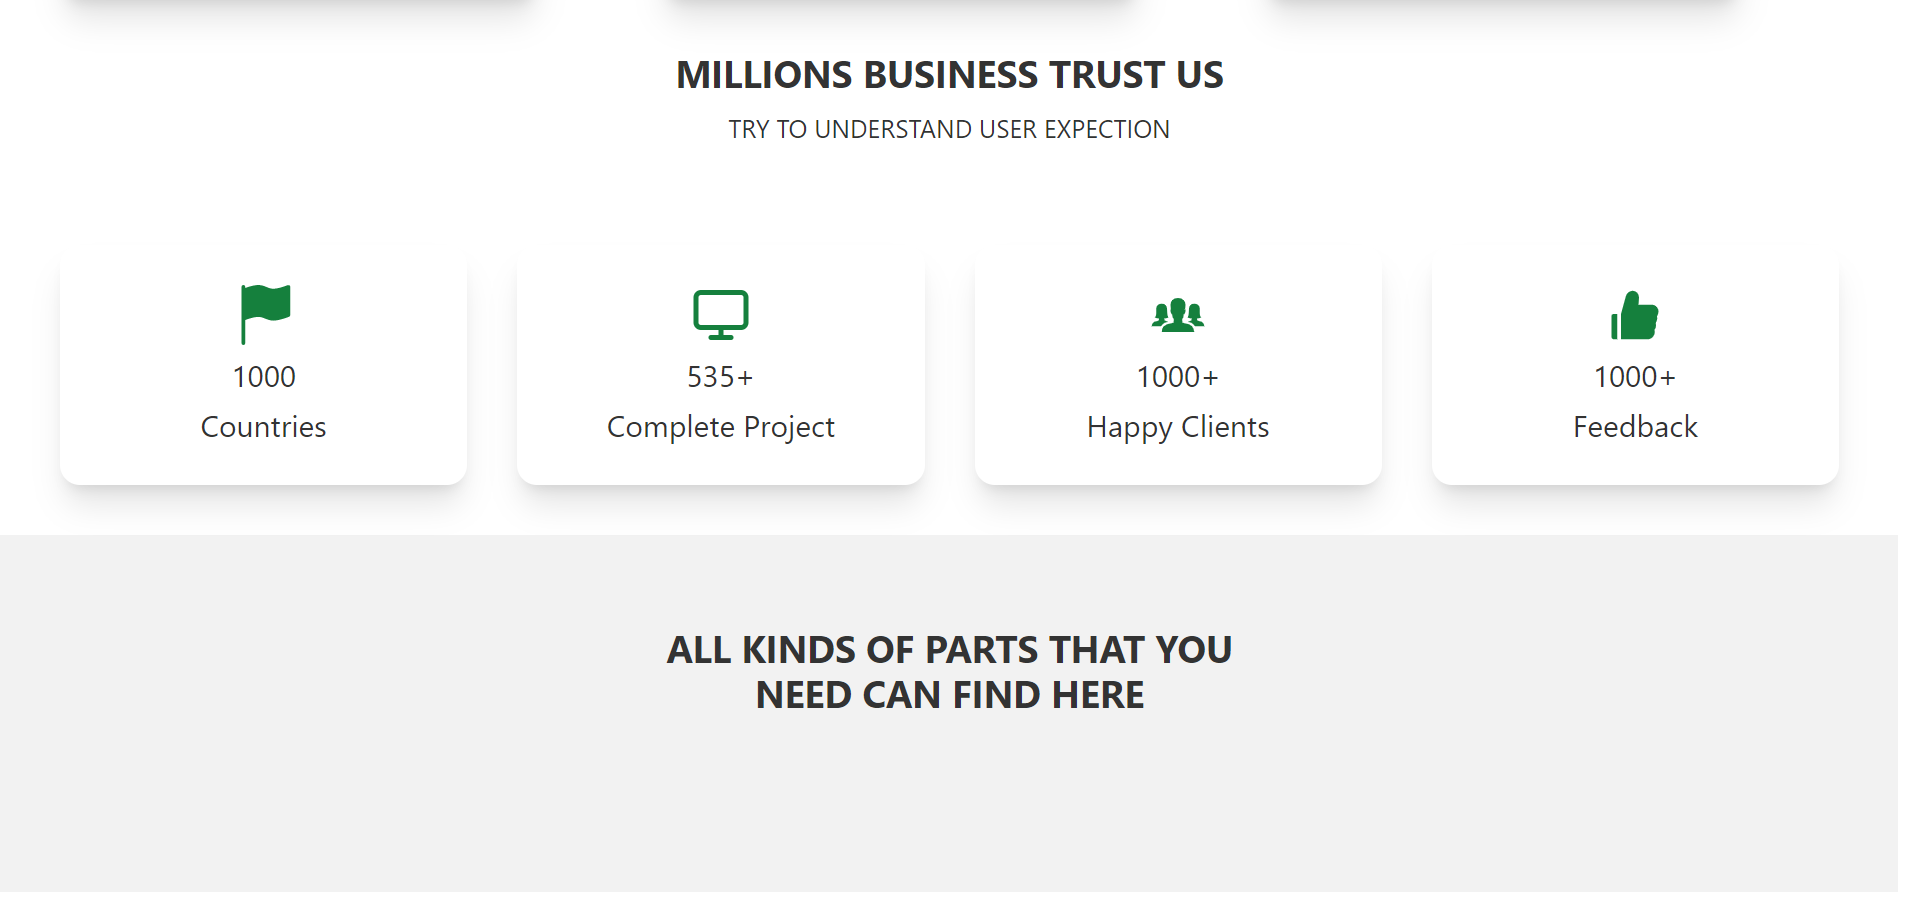 MILLIONS BUSINESS TRUST US
TRY TO UNDERSTAND USER EXPECTION
1000
Countries
535+
Complete Project
1000+
Happy Clients
1000+
Feedback
ALL KINDS OF PARTS THAT YOU
NEED CAN FIND HERE